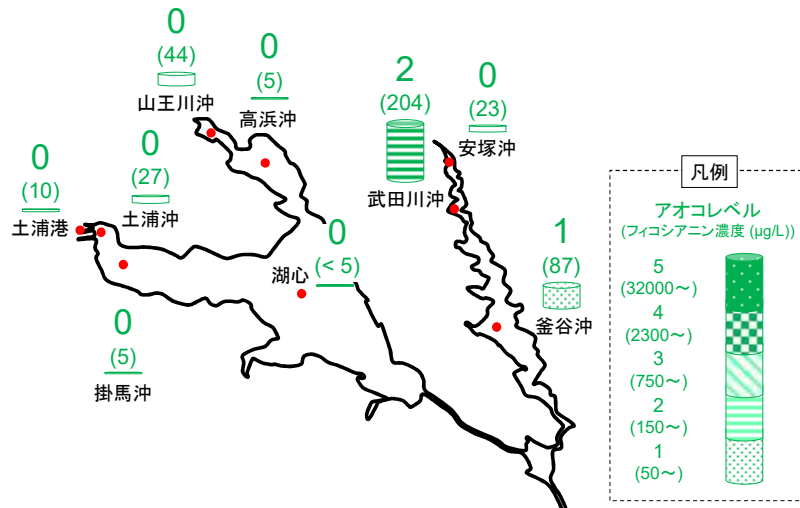 0
(44)
山王川沖
0
(5)
高浜沖
2
(204)
武田川沖
0
(23)
安塚沖
0
(10)
土浦港
0
(27)
土浦沖
0
(< 5)
湖心
1
(87)
釜谷沖
0
(5)
掛馬沖
凡例
アオコレベル
(フィコシアニン濃度 (µg/L))
5
(32000～)
4
(2300～)
3
(750～)
2
(150～)
1
(50～)